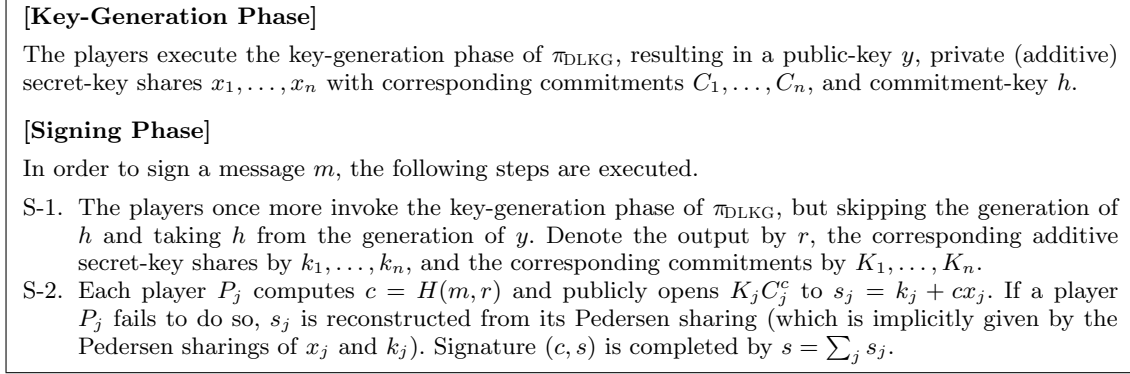 [Key-Generation Phase]
The players execute the key-generation phase of π_DLKG, resulting in a public-key y, private (additive)
secret-key shares x_1, . . . , x_n with corresponding commitments C_1, . . . , C_n, and commitment-key h.
[Signing Phase]
In order to sign a message m, the following steps are executed.
S-1. The players once more invoke the key-generation phase of π_DLKG, but skipping the generation of
h and taking h from the generation of y. Denote the output by r, the corresponding additive
secret-key shares by k_1, . . . , k_n, and the corresponding commitments by K_1, . . . , K_n.
S-2. Each player P_j computes c = H(m, r) and publicly opens K_j C_j^c to s_j = k_j + cx_j. If a player
P_j fails to do so, s_j is reconstructed from its Pedersen sharing (which is implicitly given by the
Pedersen sharings of x_j and k_j). Signature (c, s) is completed by s = ∑_j s_j.